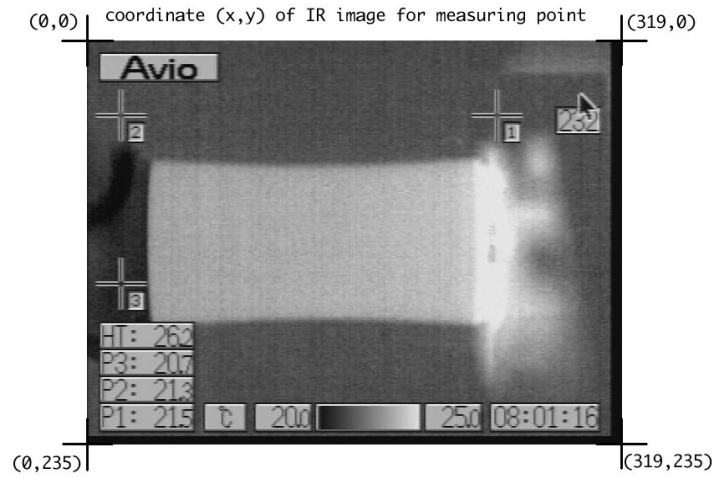 coordinate (x,y) of IR image for measuring point
(0,0)
(319,0)
Avio
2
1
232
3
HT: 26.2
P3: 20.7
P2: 21.3
P1: 21.5
℃
20.0
25.0
08:01:16
(0,235)
(319,235)